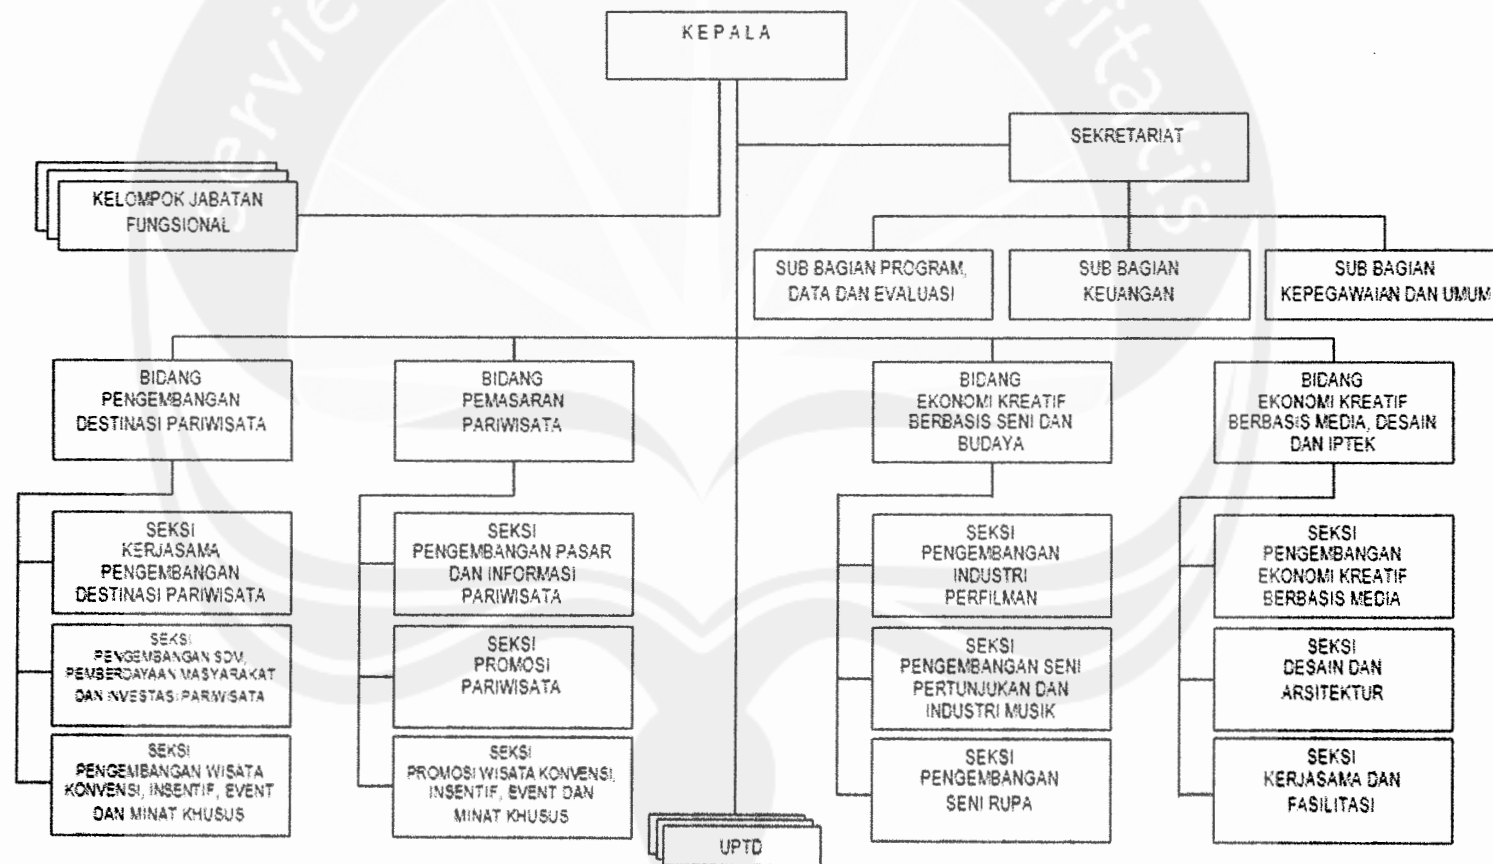 KEPALA
SEKRETARIAT
KELOMPOK JABATAN
FUNGSIONAL
SUB BAGIAN PROGRAM,
DATA DAN EVALUASI
SUB BAGIAN
KEUANGAN
SUB BAGIAN
KEPEGAWAIAN DAN UMUM
BIDANG
PENGEMBANGAN
DESTINASI PARIWISATA
BIDANG
PEMASARAN
PARIWISATA
BIDANG
EKONOMI KREATIF
BERBASIS SENI DAN
BUDAYA
BIDANG
EKONOMI KREATIF
BERBASIS MEDIA, DESAIN
DAN IPTEK
SEKSI
KERJASAMA
PENGEMBANGAN
DESTINASI PARIWISATA
SEKSI
PENGEMBANGAN PASAR
DAN INFORMASI
PARIWISATA
SEKSI
PENGEMBANGAN
INDUSTRI
PERFILMAN
SEKSI
PENGEMBANGAN
EKONOMI KREATIF
BERBASIS MEDIA
SEKSI
PENGEMBANGAN SDM,
PEMBERDAYAAN MASYARAKAT
DAN INVESTASI PARIWISATA
SEKSI
PROMOSI
PARIWISATA
SEKSI
PENGEMBANGAN SENI
PERTUNJUKAN DAN
INDUSTRI MUSIK
SEKSI
DESAIN DAN
ARSITEKTUR
SEKSI
PENGEMBANGAN WISATA
KONVENSI, INSENTIF, EVENT
DAN MINAT KHUSUS
SEKSI
PROMOSI WISATA KONVENSI,
INSENTIF, EVENT DAN
MINAT KHUSUS
SEKSI
PENGEMBANGAN
SENI RUPA
SEKSI
KERJASAMA DAN
FASILITASI
UPTD